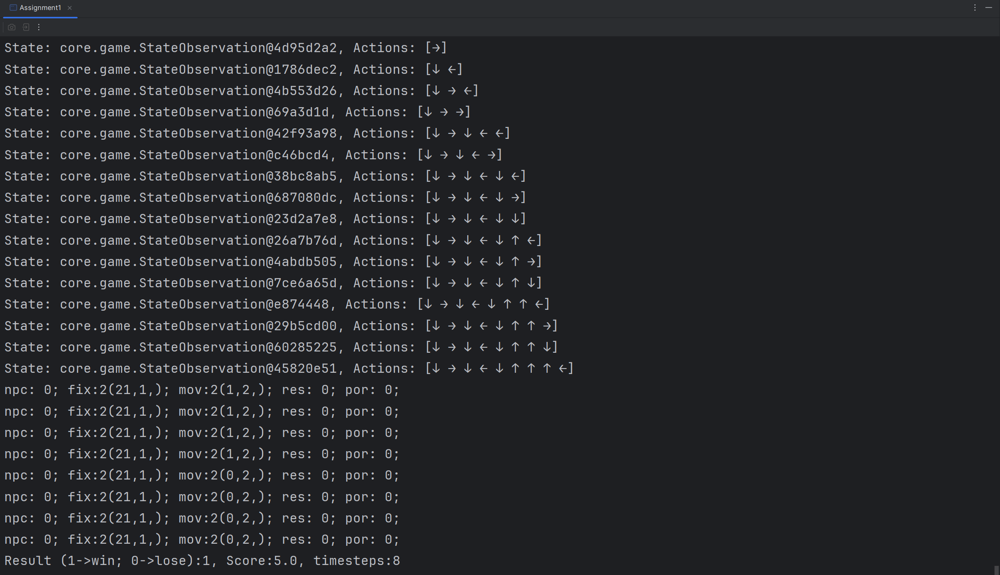 Assignment1
State: core.game.StateObservation@4d95d2a2, Actions: [→]
State: core.game.StateObservation@1786dec2, Actions: [↓ ←]
State: core.game.StateObservation@4b553d26, Actions: [↓ → ←]
State: core.game.StateObservation@69a3d1d, Actions: [↓ → →]
State: core.game.StateObservation@42f93a98, Actions: [↓ → ↓ ← ←]
State: core.game.StateObservation@c46bcd4, Actions: [↓ → ↓ ← →]
State: core.game.StateObservation@38bc8ab5, Actions: [↓ → ↓ ← ↓ ←]
State: core.game.StateObservation@687080dc, Actions: [↓ → ↓ ← ↓ →]
State: core.game.StateObservation@23d2a7e8, Actions: [↓ → ↓ ← ↓ ↓]
State: core.game.StateObservation@26a7b76d, Actions: [↓ → ↓ ← ↓ ↑ ←]
State: core.game.StateObservation@4abdb505, Actions: [↓ → ↓ ← ↓ ↑ →]
State: core.game.StateObservation@7ce6a65d, Actions: [↓ → ↓ ← ↓ ↑ ↓]
State: core.game.StateObservation@e874448, Actions: [↓ → ↓ ← ↓ ↑ ↑ ←]
State: core.game.StateObservation@29b5cd00, Actions: [↓ → ↓ ← ↓ ↑ ↑ →]
State: core.game.StateObservation@60285225, Actions: [↓ → ↓ ← ↓ ↑ ↑ ↓]
State: core.game.StateObservation@45820e51, Actions: [↓ → ↓ ← ↓ ↑ ↑ ↑ ←]
npc: 0; fix:2(21,1,); mov:2(1,2,); res: 0; por: 0;
npc: 0; fix:2(21,1,); mov:2(1,2,); res: 0; por: 0;
npc: 0; fix:2(21,1,); mov:2(1,2,); res: 0; por: 0;
npc: 0; fix:2(21,1,); mov:2(1,2,); res: 0; por: 0;
npc: 0; fix:2(21,1,); mov:2(0,2,); res: 0; por: 0;
npc: 0; fix:2(21,1,); mov:2(0,2,); res: 0; por: 0;
npc: 0; fix:2(21,1,); mov:2(0,2,); res: 0; por: 0;
npc: 0; fix:2(21,1,); mov:2(0,2,); res: 0; por: 0;
Result (1->win; 0->lose):1, Score:5.0, timesteps:8